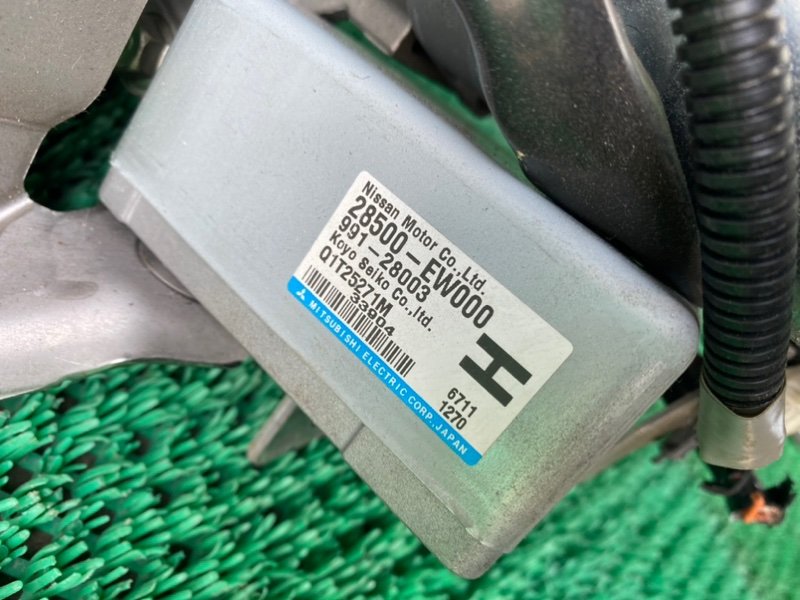 Nissan Motor Co.,Ltd.
28500-EW000
991-28003
Koyo Seiko Co.,ltd.
Q1T25271M
33904
H
6711
1270
MITSUBISHI ELECTRIC CORP.,JAPAN